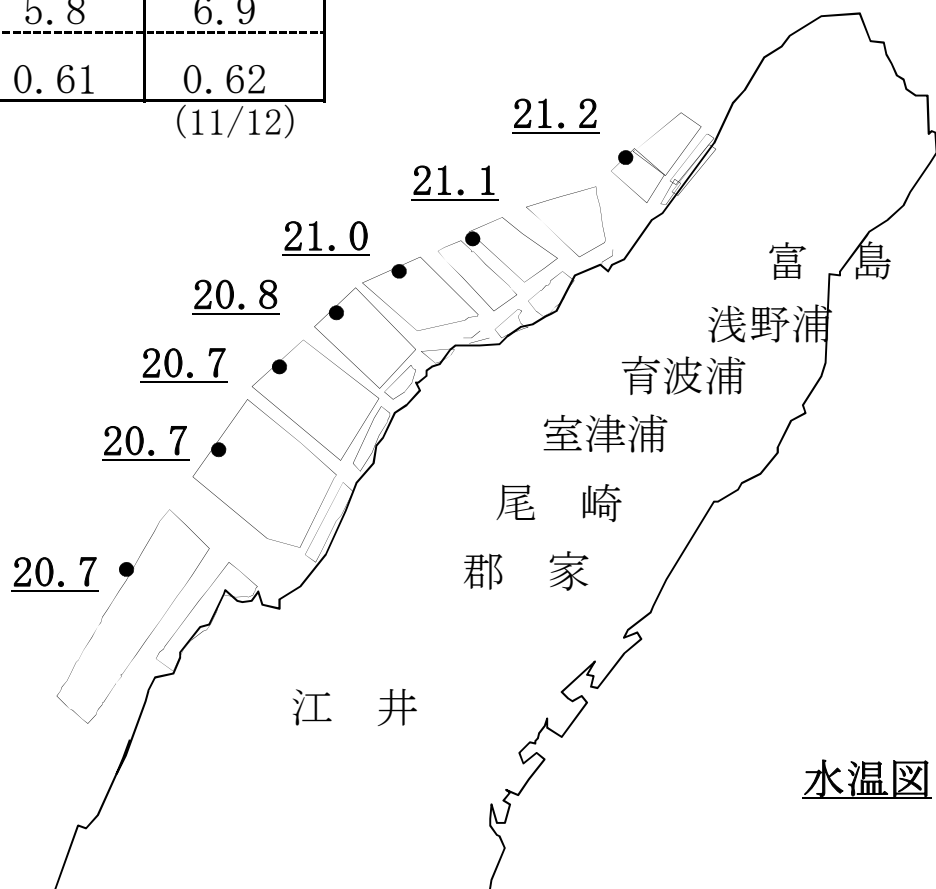 5.8 6.9
0.61 0.62
(11/12)
21.2
21.1
21.0
富 島
20.8
浅野浦
20.7
育波浦
20.7
室津浦
尾 崎
20.7
郡 家
江 井
水温図